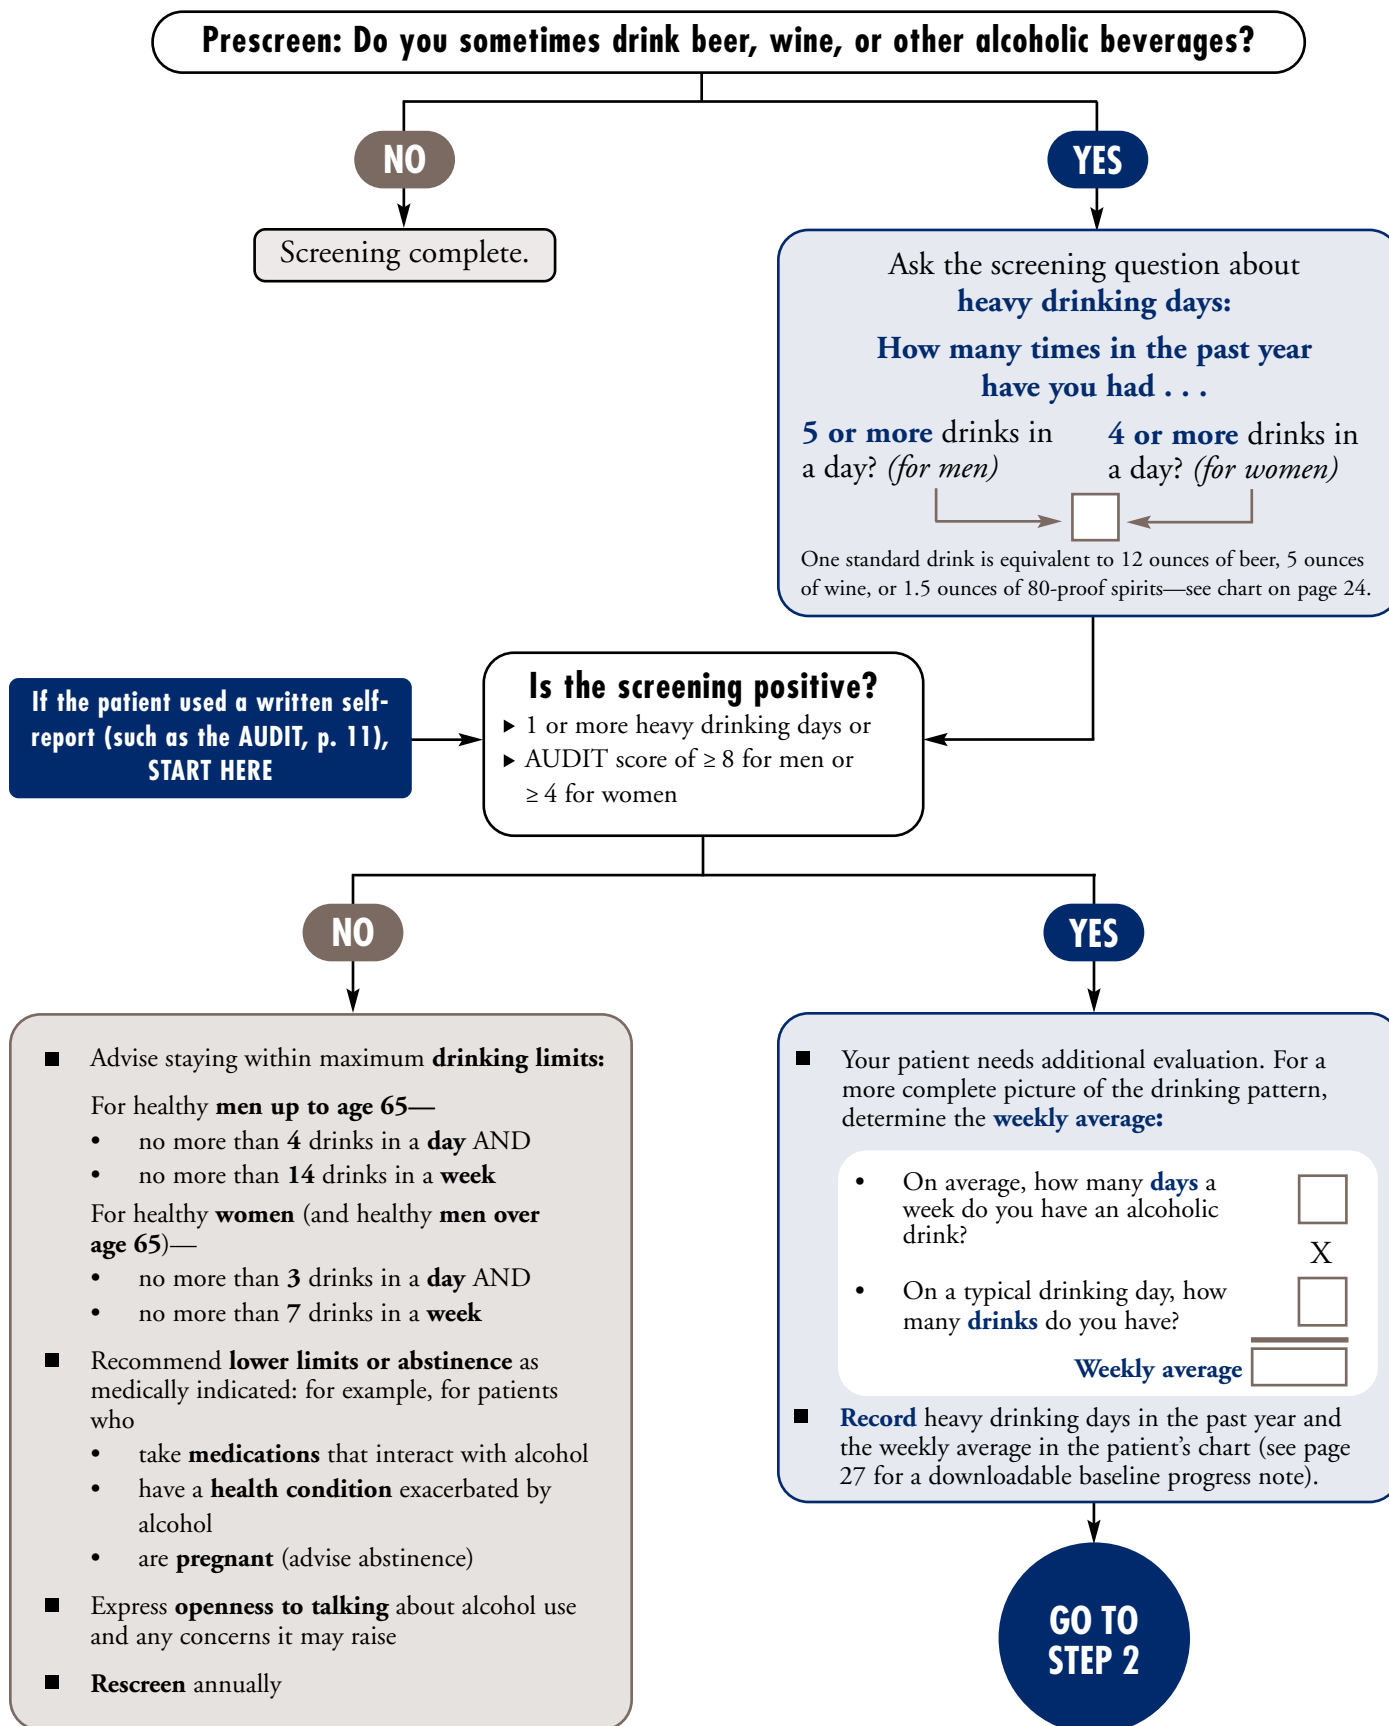 Prescreen: Do you sometimes drink beer, wine, or other alcoholic beverages?
NO
YES
Screening complete.
Ask the screening question about
heavy drinking days:
How many times in the past year
have you had . . .
5 or more drinks in
a day? (for men)
4 or more drinks in
a day? (for women)
One standard drink is equivalent to 12 ounces of beer, 5 ounces
of wine, or 1.5 ounces of 80-proof spirits—see chart on page 24.
If the patient used a written self-
report (such as the AUDIT, p. 11),
START HERE
Is the screening positive?
▶ 1 or more heavy drinking days or
▶ AUDIT score of ≥ 8 for men or
≥ 4 for women
NO
YES
■ Advise staying within maximum drinking limits:
For healthy men up to age 65—
• no more than 4 drinks in a day AND
• no more than 14 drinks in a week
For healthy women (and healthy men over
age 65)—
• no more than 3 drinks in a day AND
• no more than 7 drinks in a week
■ Recommend lower limits or abstinence as
medically indicated: for example, for patients
who
• take medications that interact with alcohol
• have a health condition exacerbated by
alcohol
• are pregnant (advise abstinence)
■ Express openness to talking about alcohol use
and any concerns it may raise
■ Rescreen annually
■ Your patient needs additional evaluation. For a
more complete picture of the drinking pattern,
determine the weekly average:
• On average, how many days a
week do you have an alcoholic
drink?
X
• On a typical drinking day, how
many drinks do you have?
Weekly average
■ Record heavy drinking days in the past year and
the weekly average in the patient’s chart (see page
27 for a downloadable baseline progress note).
GO TO
STEP 2